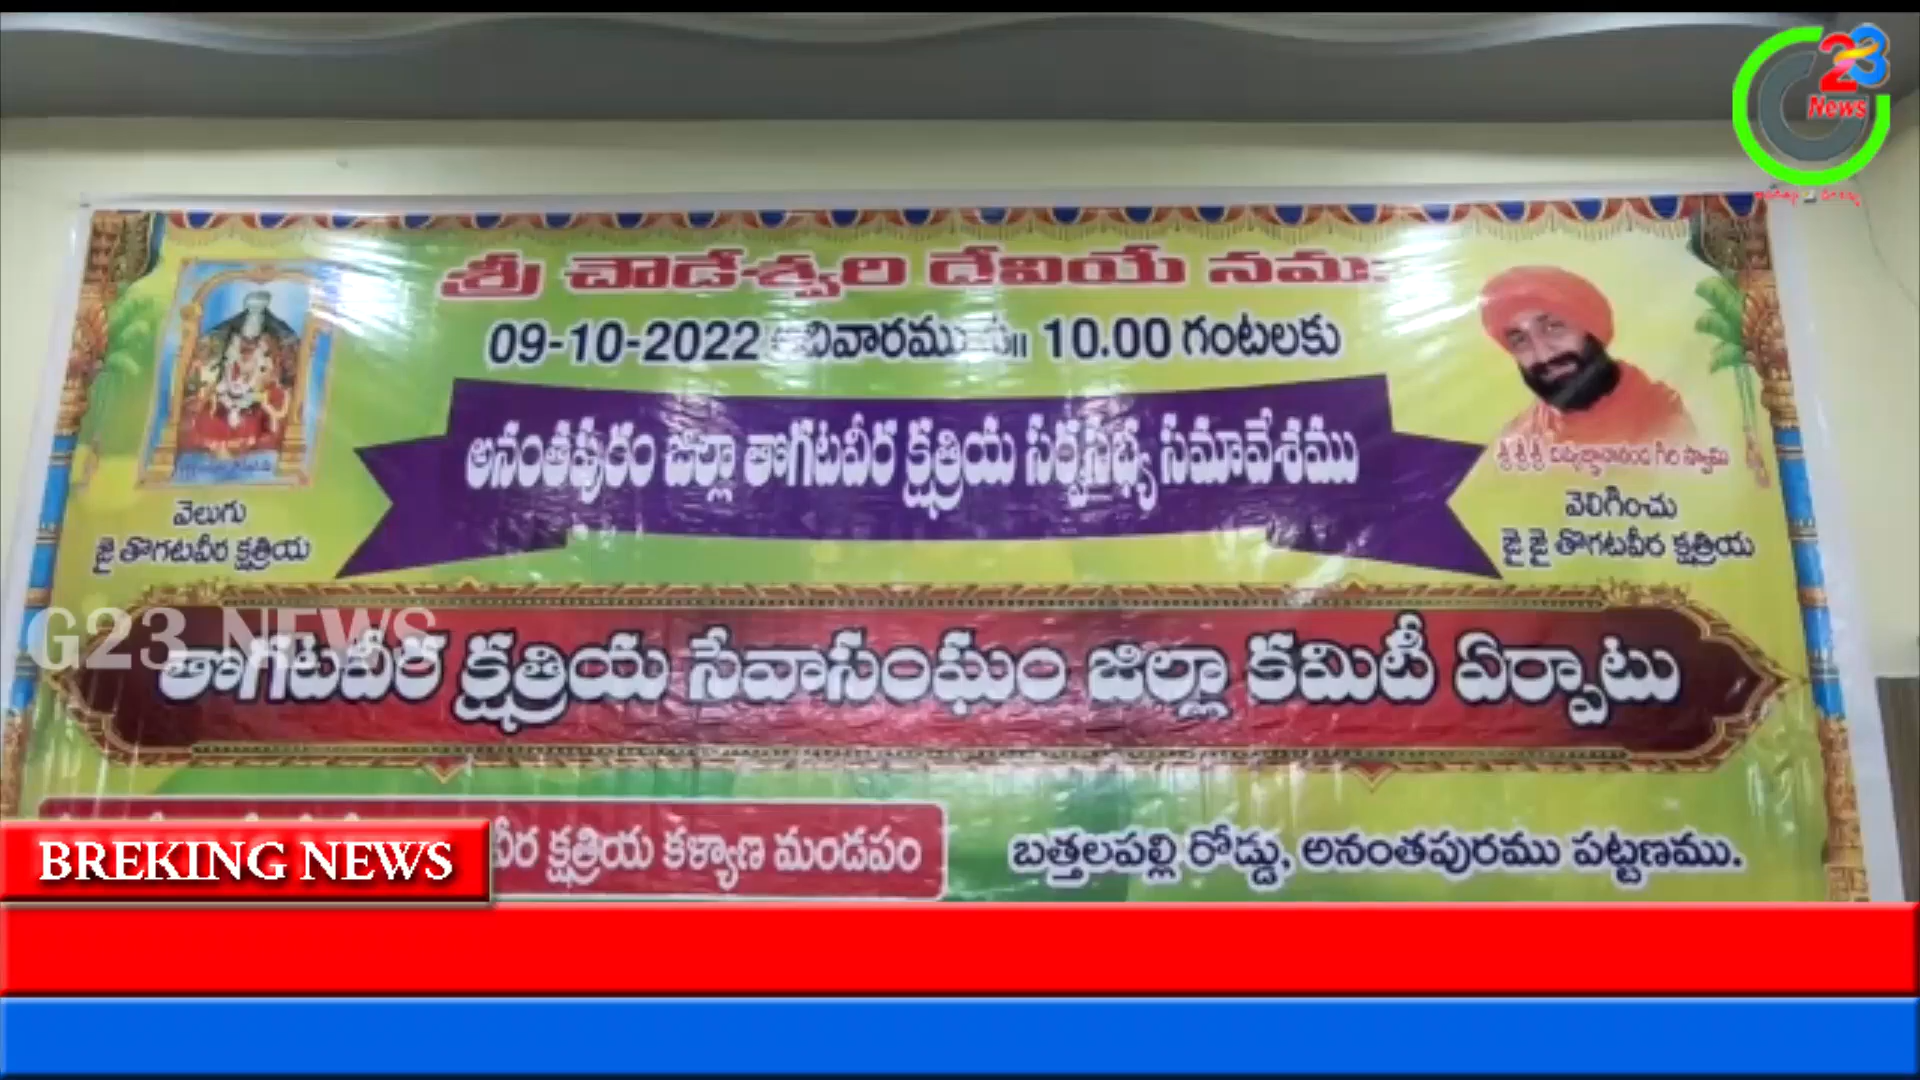 23
News
శ్రీ చౌడేశ్వరి దేవియే నమః
09-10-2022 ఆదివారము ఉ॥ 10.00 గంటలకు
అనంతపురం జిల్లా తొగటవీర క్షత్రియ సర్వసభ్య సమావేశము
వెలుగు
జై తొగటవీర క్షత్రియ
వెలిగించు
జై జై తొగటవీర క్షత్రియ
G23 NEWS
తొగటవీర క్షత్రియ సేవాసంఘం జిల్లా కమిటీ ఏర్పాటు
వీర క్షత్రియ కళ్యాణ మండపం
బత్తలపల్లి రోడ్డు, అనంతపురము పట్టణము.
BREKING NEWS